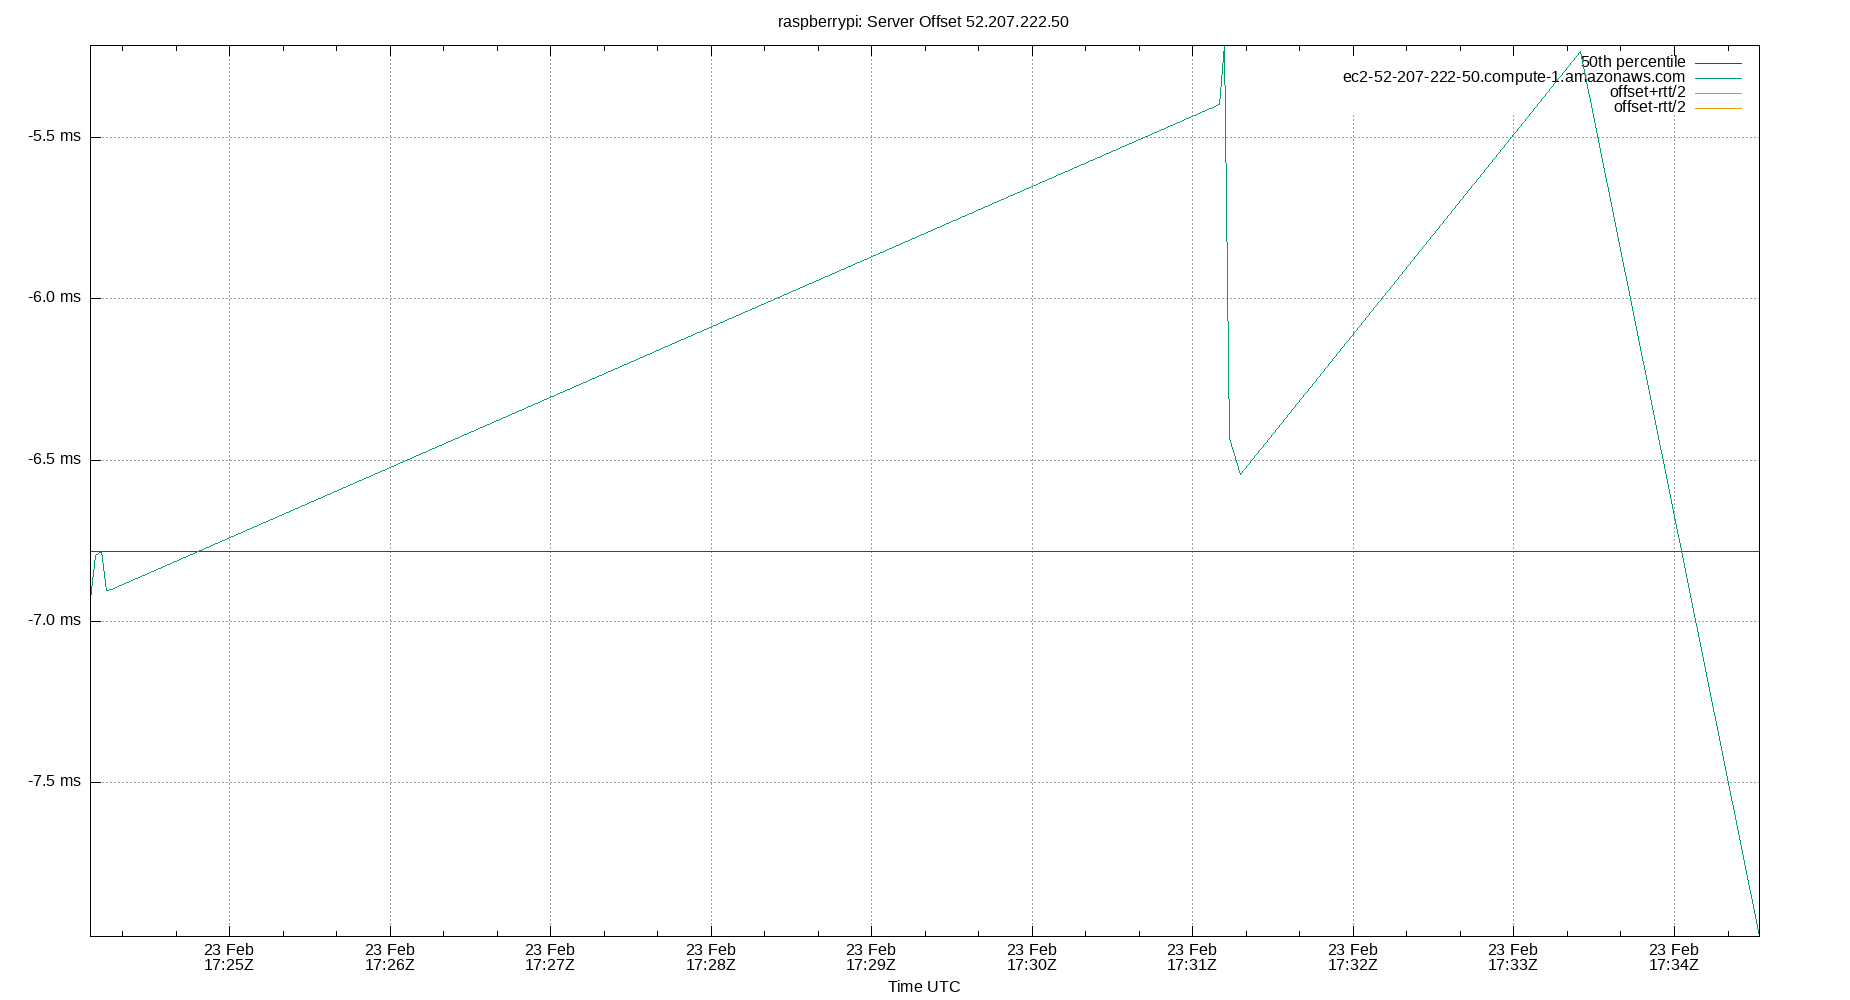 raspberrypi: Server Offset 52.207.222.50
50th percentile
ec2-52-207-222-50.compute-1.amazonaws.com
offset+rtt/2
offset-rtt/2
-5.5 ms
-6.0 ms
-6.5 ms
-7.0 ms
-7.5 ms
23 Feb 23 Feb 23 Feb 23 Feb 23 Feb 23 Feb 23 Feb 23 Feb 23 Feb 23 Feb
17:25Z 17:26Z 17:27Z 17:28Z 17:29Z 17:30Z 17:31Z 17:32Z 17:33Z 17:34Z
Time UTC